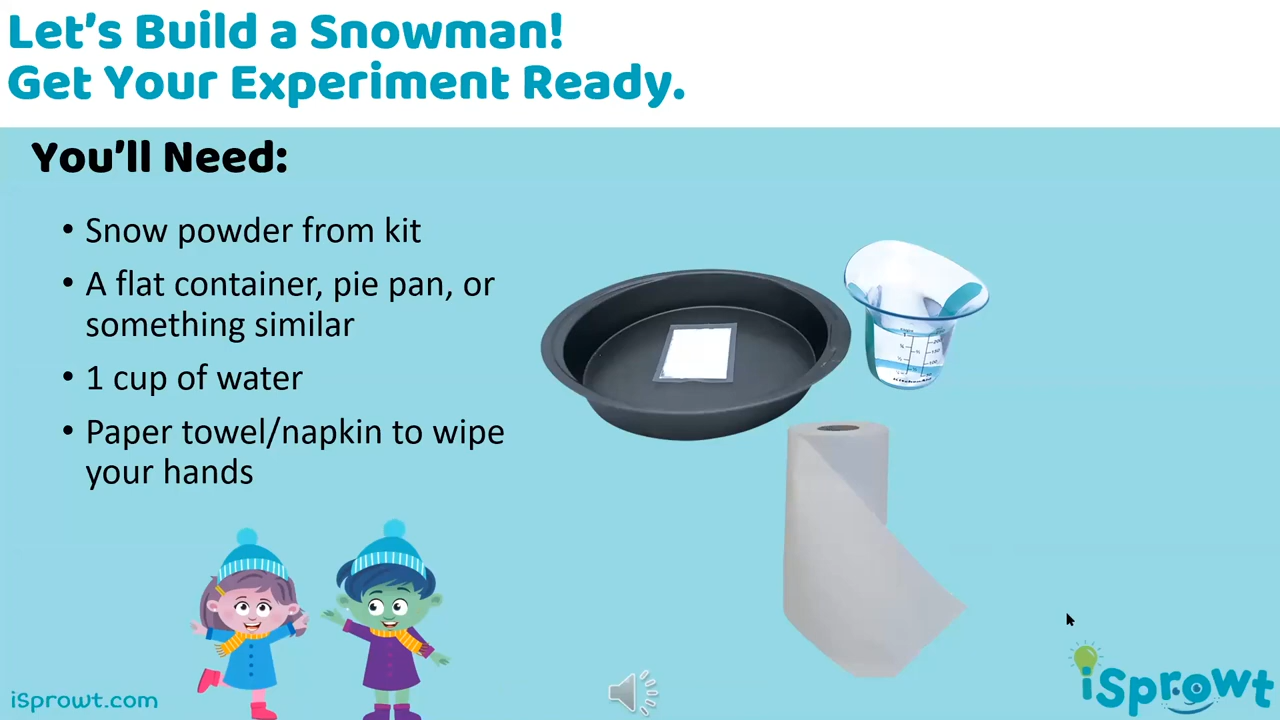 Let's Build a Snowman!
Get Your Experiment Ready.
You'll Need:
• Snow powder from kit
• A flat container, pie pan, or
something similar
• 1 cup of water
• Paper towel/napkin to wipe
your hands
KitchenAid
iSprowt.com
iSprowt